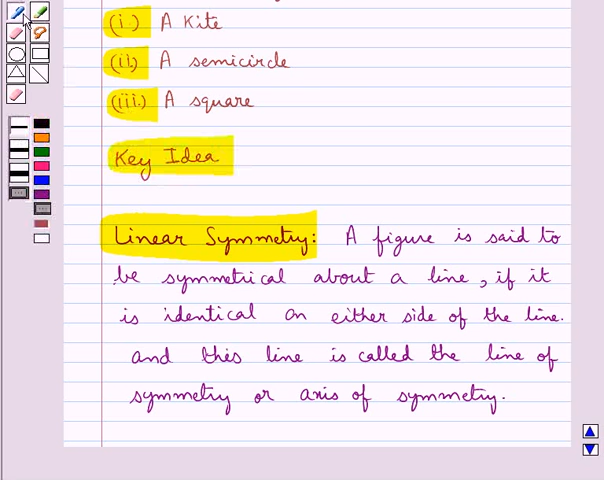 (i.) A Kite
(ii) A semicircle
(iii.) A square
Key Idea
Linear Symmetry: A figure is said to
be symmetrical about a line, if it
is identical on either side of the line.
and this line is called the line of
symmetry or axis of symmetry.